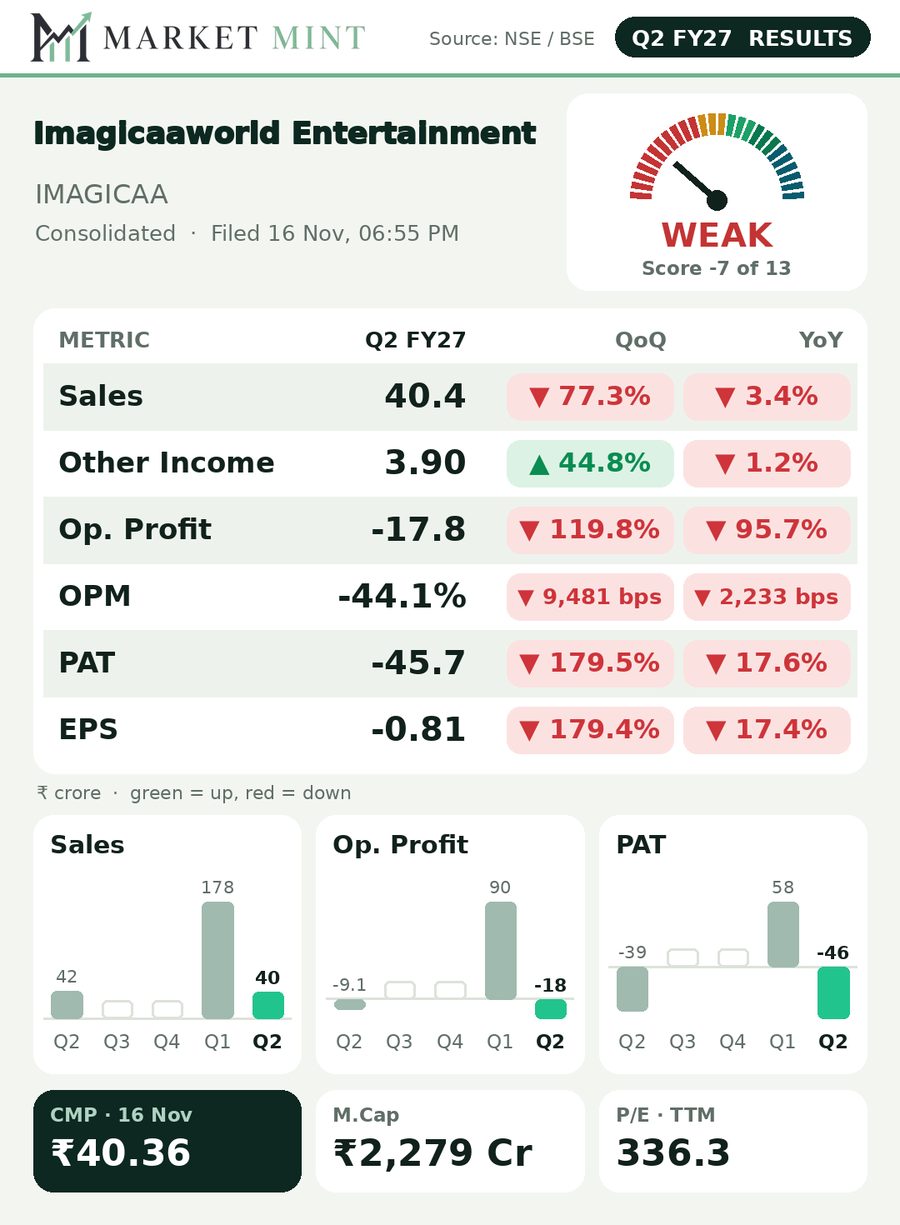 MARKET MINT
Source: NSE / BSE
Q2 FY27 RESULTS
Imagicaaworld Entertainment
IMAGICAA
Consolidated · Filed 16 Nov, 06:55 PM
WEAK
Score -7 of 13
METRIC Q2 FY27 QoQ YoY
Sales 40.4 ▼ 77.3% ▼ 3.4%
Other Income 3.90 ▲ 44.8% ▼ 1.2%
Op. Profit -17.8 ▼ 119.8% ▼ 95.7%
OPM -44.1% ▼ 9,481 bps ▼ 2,233 bps
PAT -45.7 ▼ 179.5% ▼ 17.6%
EPS -0.81 ▼ 179.4% ▼ 17.4%
₹ crore · green = up, red = down
Sales
42 178 40
Q2 Q3 Q4 Q1 Q2
Op. Profit
-9.1 90 -18
Q2 Q3 Q4 Q1 Q2
PAT
-39 58 -46
Q2 Q3 Q4 Q1 Q2
CMP · 16 Nov
₹40.36
M.Cap
₹2,279 Cr
P/E · TTM
336.3